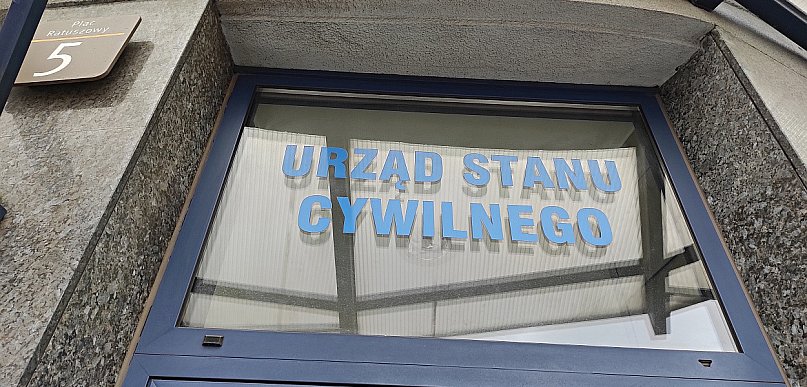 Plac
Ratuszowy
5
URZĄD STANU
CYWILNEGO